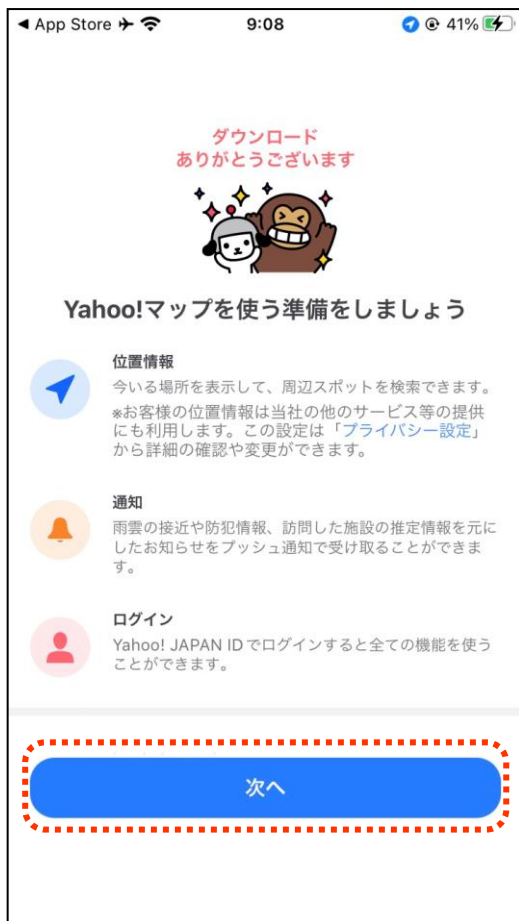 ◀ App Store 9:08 41%
ダウンロード
ありがとうございます
Yahoo!マップを使う準備をしましょう
位置情報
今いる場所を表示して、周辺スポットを検索できます。
※お客様の位置情報は当社の他のサービス等の提供
にも利用します。この設定は「プライバシー設定」
から詳細の確認や変更ができます。
通知
雨雲の接近や防犯情報、訪問した施設の推定情報を元に
したお知らせをプッシュ通知で受け取ることができま
す。
ログイン
Yahoo! JAPAN IDでログインすると全ての機能を使う
ことができます。
次へ